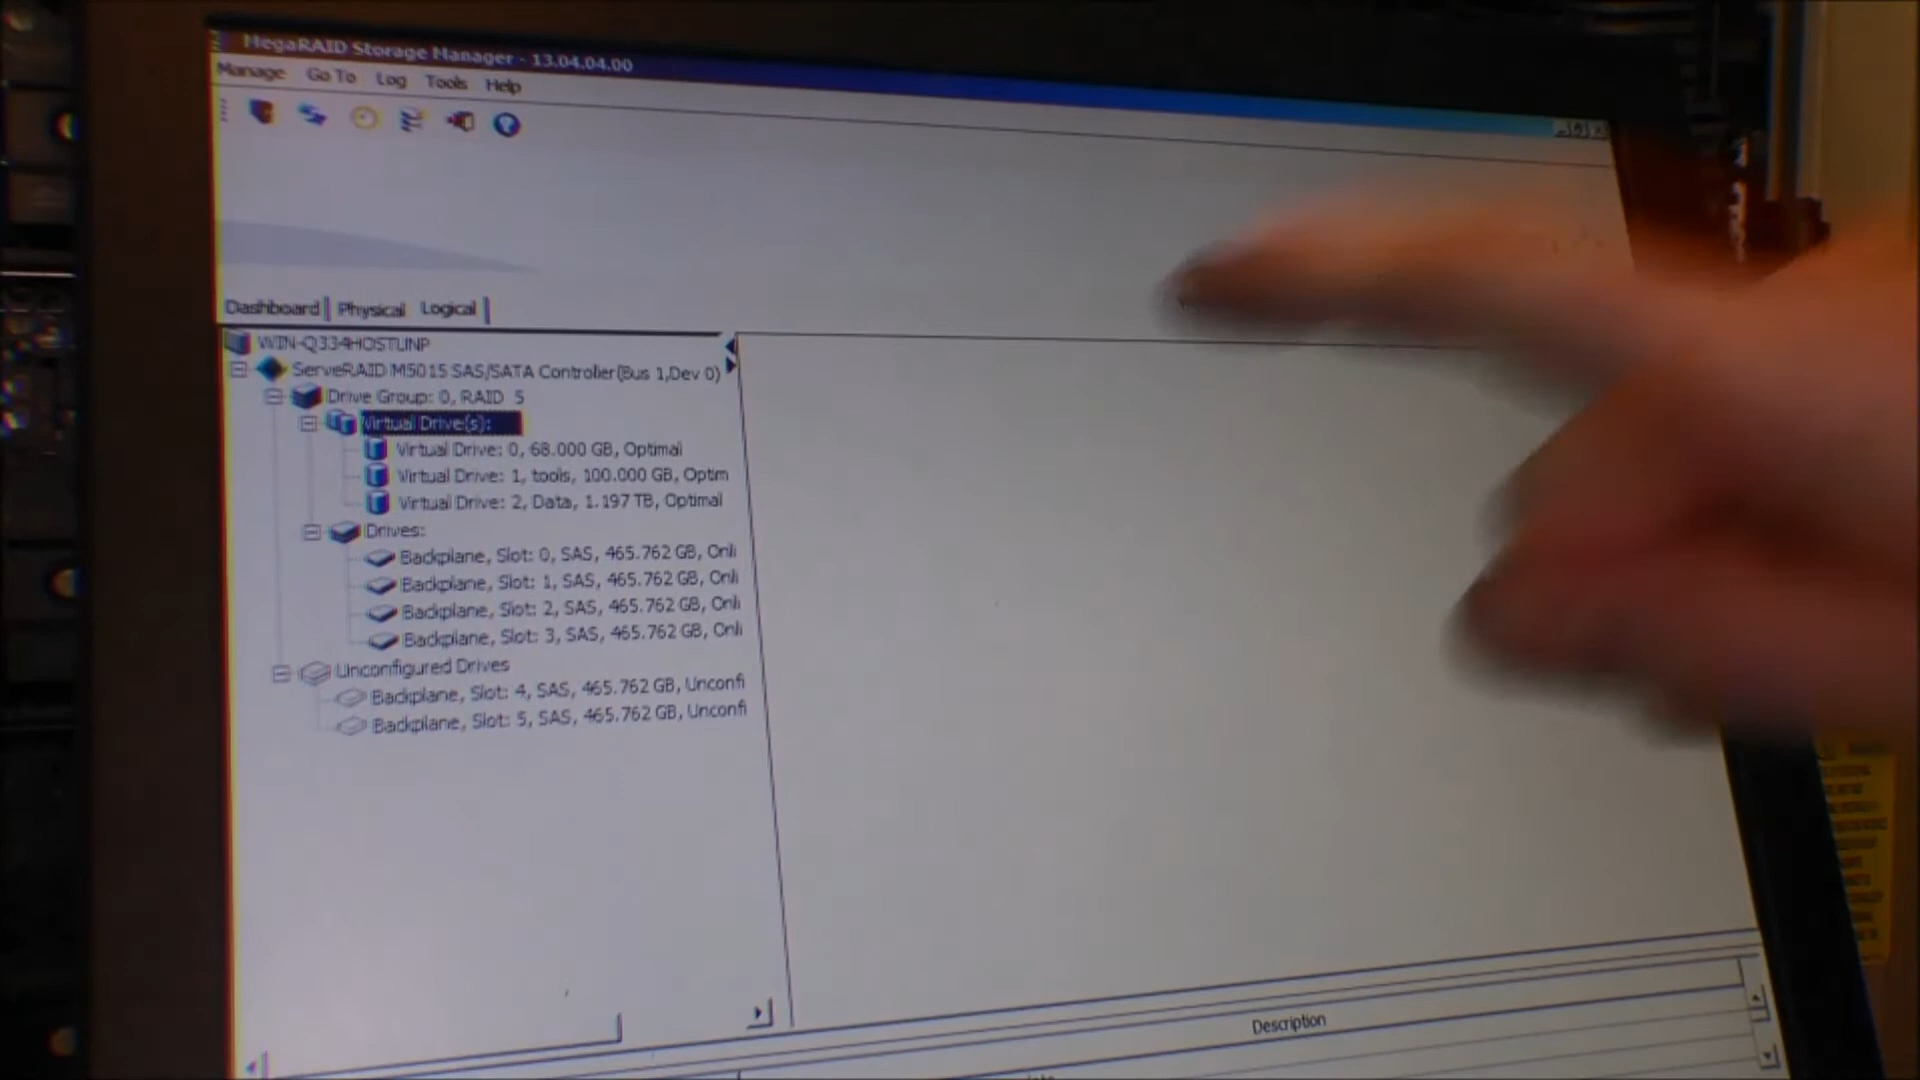 MegaRAID Storage Manager - 13.04.04.00
Manage Go To Log Tools Help
Dashboard Physical Logical
WIN-Q334HOSTUNP
ServeRAID M5015 SAS/SATA Controller(Bus 1,Dev 0)
Drive Group: 0, RAID 5
Virtual Drive(s):
Virtual Drive: 0, 68.000 GB, Optimal
Virtual Drive: 1, tools, 100.000 GB, Optim
Virtual Drive: 2, Data, 1.197 TB, Optimal
Drives:
Backplane, Slot: 0, SAS, 465.762 GB, Onli
Backplane, Slot: 1, SAS, 465.762 GB, Onli
Backplane, Slot: 2, SAS, 465.762 GB, Onli
Backplane, Slot: 3, SAS, 465.762 GB, Onli
Unconfigured Drives
Backplane, Slot: 4, SAS, 465.762 GB, Unconfi
Backplane, Slot: 5, SAS, 465.762 GB, Unconfi
Description